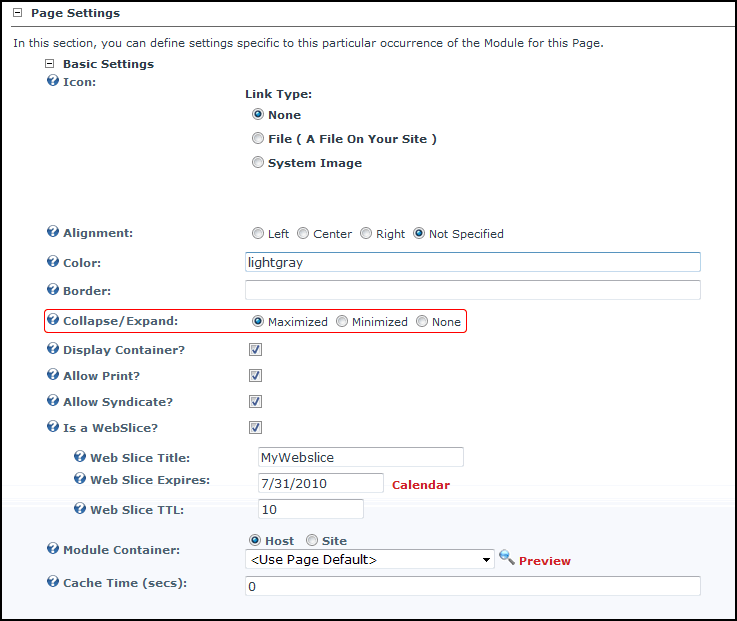 Page Settings
In this section, you can define settings specific to this particular occurrence of the Module for this Page.
Basic Settings
Icon:
Link Type:
None
File ( A File On Your Site )
System Image
Alignment: Left Center Right Not Specified
Color: lightgray
Border:
Collapse/Expand: Maximized Minimized None
Display Container?
Allow Print?
Allow Syndicate?
Is a WebSlice?
Web Slice Title: MyWebslice
Web Slice Expires: 7/31/2010 Calendar
Web Slice TTL: 10
Host Site
Module Container: <Use Page Default> Preview
Cache Time (secs): 0